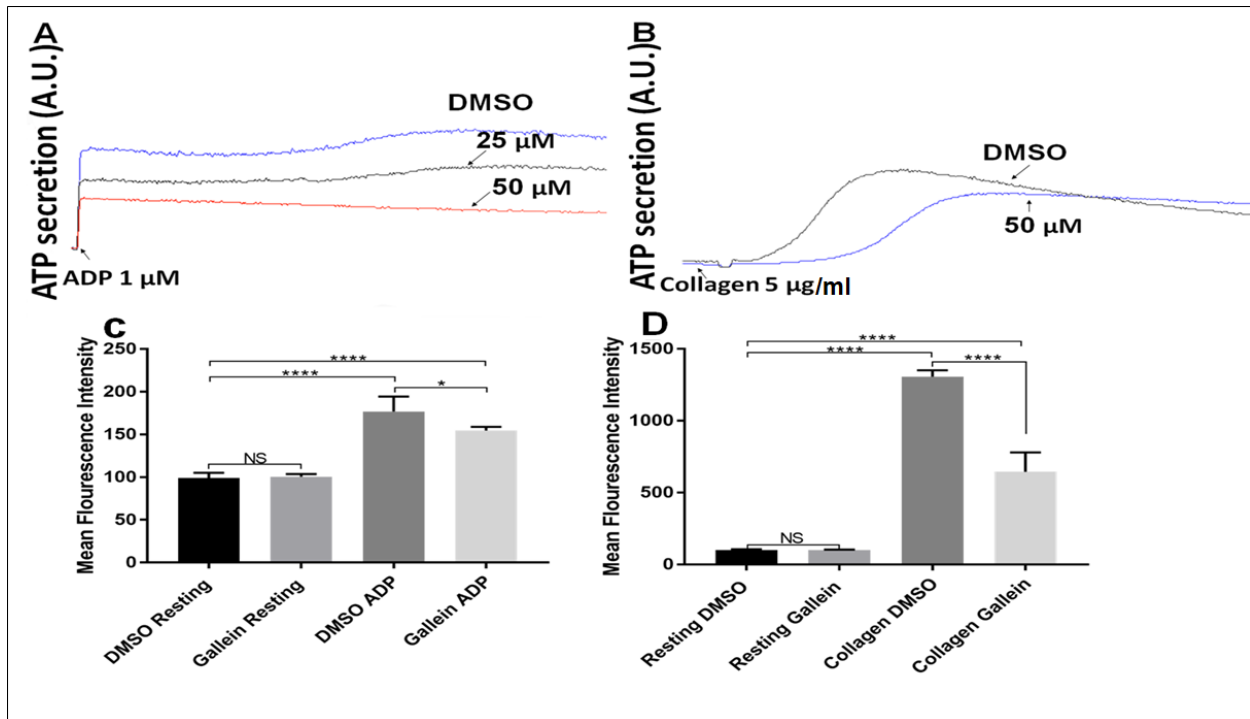 A
ATP secretion (A.U.)
DMSO
25 µM
50 µM
ADP 1 µM
B
ATP secretion (A.U.)
DMSO
50 µM
Collagen 5 µg/ml
C
Mean Flourescence Intensity
250
200
150
100
50
0
****
****
*
NS
DMSO Resting
Gallein Resting
DMSO ADP
Gallein ADP
D
Mean Flourescence Intensity
1500
1000
500
0
****
****
****
NS
Resting DMSO
Resting Gallein
Collagen DMSO
Collagen Gallein